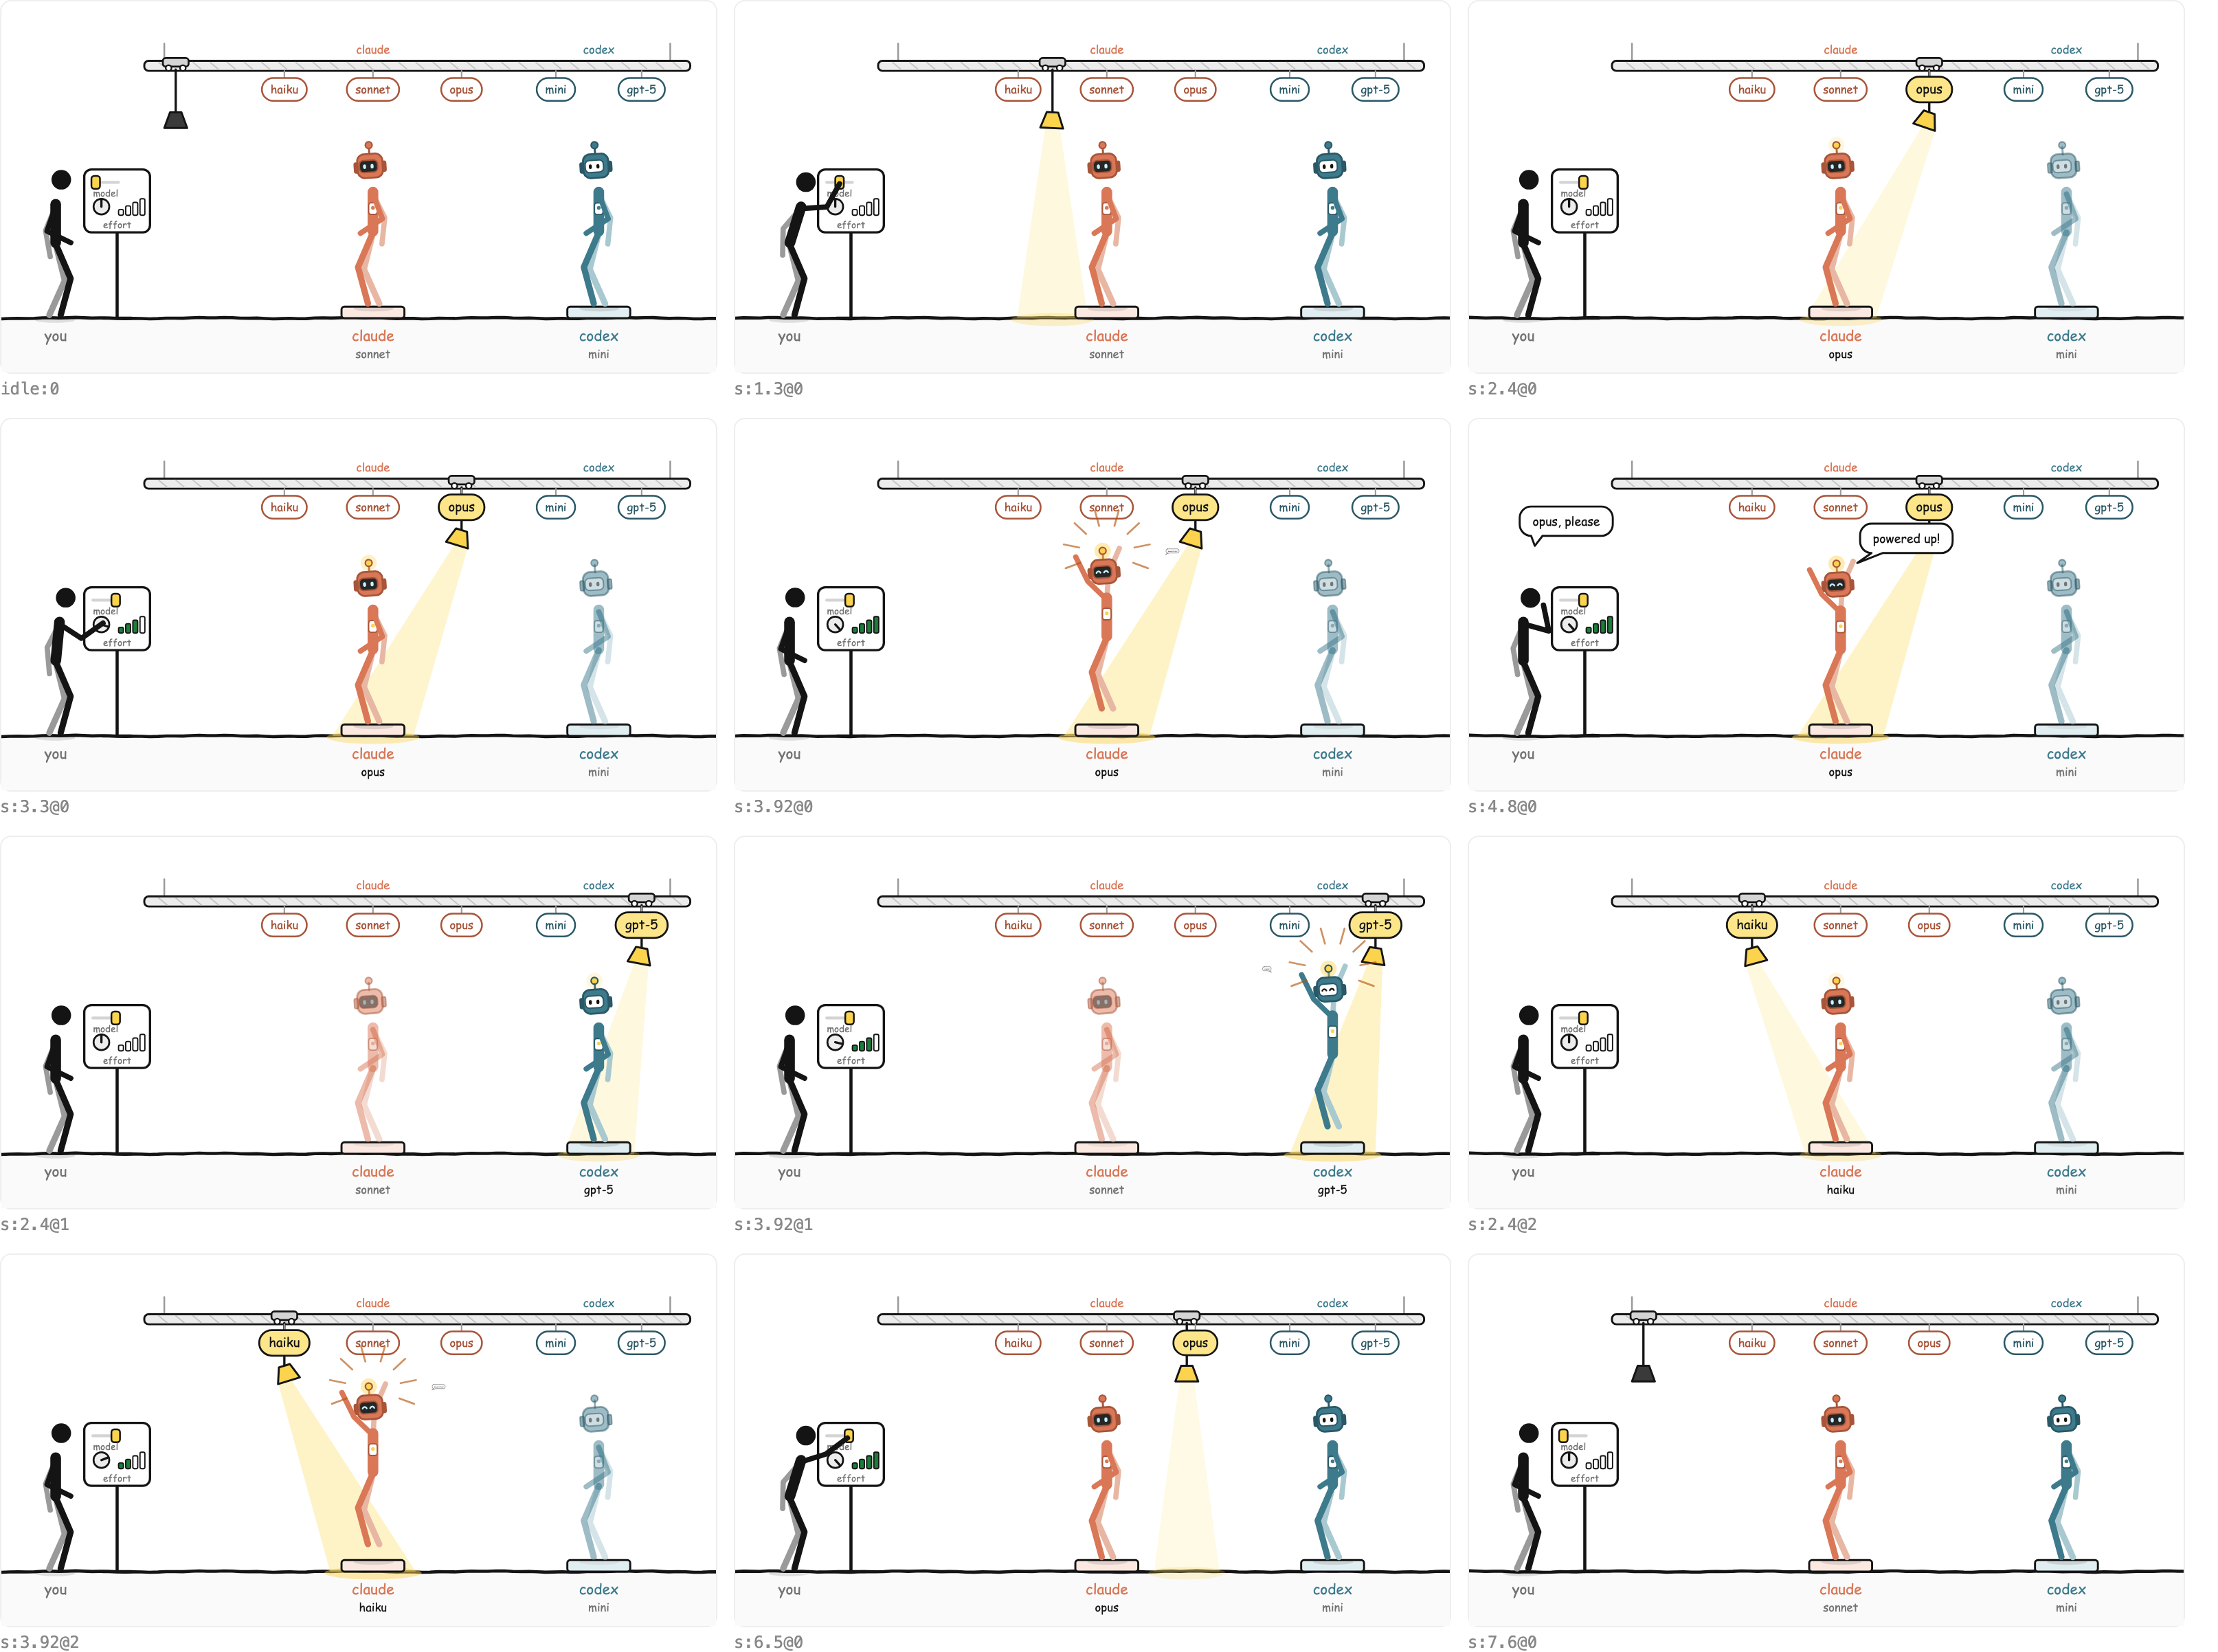 claude codex
haiku sonnet opus mini gpt-5
model
effort
you claude codex
sonnet mini
idle:0
claude codex
haiku sonnet opus mini gpt-5
model
effort
you claude codex
sonnet mini
s:1.3@0
claude codex
haiku sonnet opus mini gpt-5
model
effort
you claude codex
opus mini
s:2.4@0
claude codex
haiku sonnet opus mini gpt-5
model
effort
you claude codex
opus mini
s:3.3@0
claude codex
haiku sonnet opus mini gpt-5
model
effort
you claude codex
opus mini
s:3.92@0
claude codex
haiku sonnet opus mini gpt-5
opus, please
powered up!
model
effort
you claude codex
opus mini
s:4.8@0
claude codex
haiku sonnet opus mini gpt-5
model
effort
you claude codex
sonnet gpt-5
s:2.4@1
claude codex
haiku sonnet opus mini gpt-5
model
effort
you claude codex
sonnet gpt-5
s:3.92@1
claude codex
haiku sonnet opus mini gpt-5
model
effort
you claude codex
haiku mini
s:2.4@2
claude codex
haiku sonnet opus mini gpt-5
model
effort
you claude codex
haiku mini
s:3.92@2
claude codex
haiku sonnet opus mini gpt-5
model
effort
you claude codex
opus mini
s:6.5@0
claude codex
haiku sonnet opus mini gpt-5
model
effort
you claude codex
sonnet mini
s:7.6@0